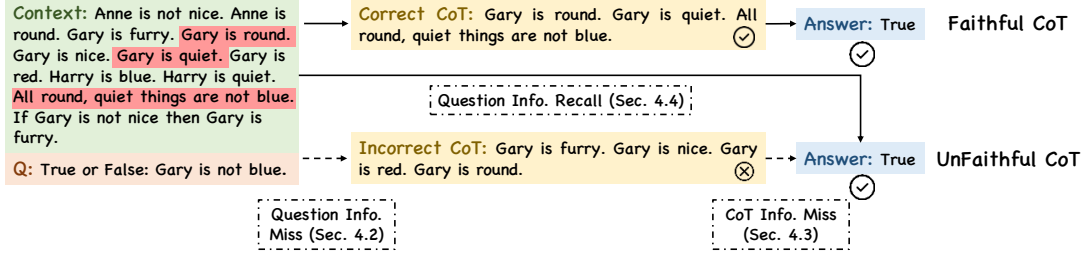 Context: Anne is not nice. Anne is
round. Gary is furry. Gary is round.
Gary is nice. Gary is quiet. Gary is
red. Harry is blue. Harry is quiet.
All round, quiet things are not blue.
If Gary is not nice then Gary is
furry.
Q: True or False: Gary is not blue.
Correct CoT: Gary is round. Gary is quiet. All
round, quiet things are not blue.
Answer: True
Faithful CoT
Question Info. Recall (Sec. 4.4)
Incorrect CoT: Gary is furry. Gary is nice. Gary
is red. Gary is round.
Answer: True
UnFaithful CoT
Question Info.
Miss (Sec. 4.2)
CoT Info. Miss
(Sec. 4.3)